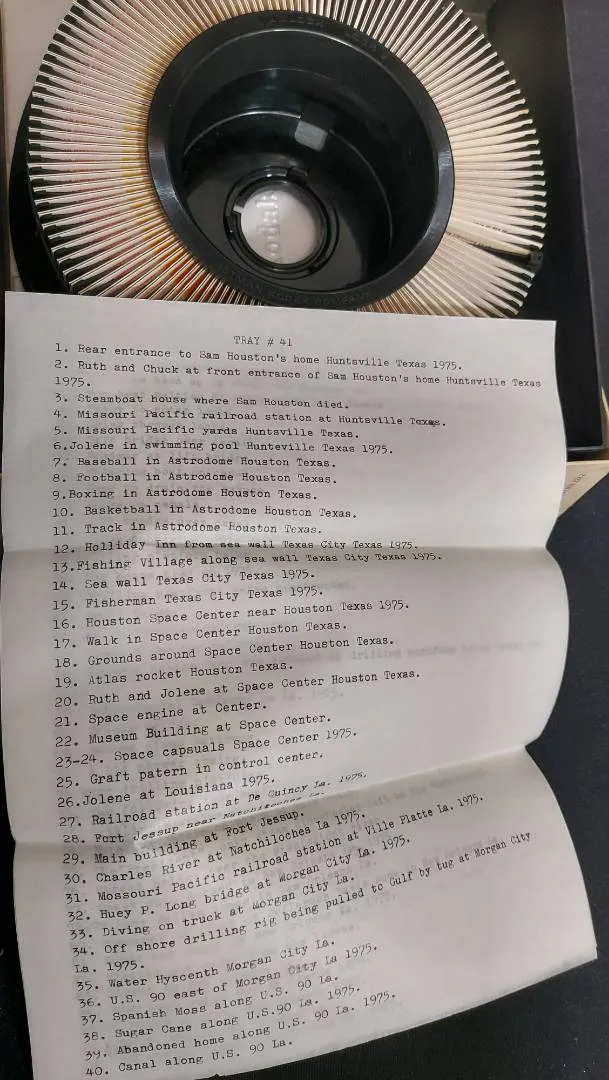 Kodak
EASTMAN KODAK COMPANY
TRAY # 41
1. Rear entrance to Sam Houston's home Huntsville Texas 1975.
2. Ruth and Chuck at front entrance of Sam Houston's home Huntsville Texas
1975.
3. Steamboat house where Sam Houston died.
4. Missouri Pacific railroad station at Huntsville Texas.
5. Missouri Pacific yards Huntsville Texas.
6.Jolene in swimming pool Hunteville Texas 1975.
7. Baseball in Astrodome Houston Texas.
8. Football in Astrodome Houston Texas.
9.Boxing in Astrodome Houston Texas.
10. Basketball in Astrodome Houston Texas.
11. Track in Astrodome Houston Texas.
12. Holliday Inn from sea wall Texas City Texas 1975.
13.Fishing Village along sea wall Texas City Texas 1975.
14. Sea wall Texas City Texas 1975.
15. Fisherman Texas City Texas 1975.
16. Houston Space Center near Houston Texas 1975.
17. Walk in Space Center Houston Texas.
18. Grounds around Space Center Houston Texas.
19. Atlas rocket Houston Texas.
20. Ruth and Jolene at Space Center Houston Texas.
21. Space engine at Center.
22. Museum Building at Space Center.
23-24. Space capsuals Space Center 1975.
25. Graft patern in control center.
26.Jolene at Louisiana 1975.
27. Railroad station at De Quincy La. 1975.
28. Fort Jessup near Natchitoches La.
29. Main building at Fort Jessup.
30. Charles River at Natchiloches La 1975.
31. Mossouri Pacific railroad station at Ville Platte La. 1975.
32. Huey P. Long bridge at Morgan City La. 1975.
33. Diving on truck at Morgan City La.
34. Off shore drilling rig being pulled to Gulf by tug at Morgan City
La. 1975.
35. Water Hyscenth Morgan City La.
36. U.S. 90 east of Morgan City La 1975.
37. Spanish Moss along U.S. 90 La.
38. Sugar Cane along U.S.90 La. 1975.
39. Abandoned home along U.S. 90 La. 1975.
40. Canal along U.S. 90 La.